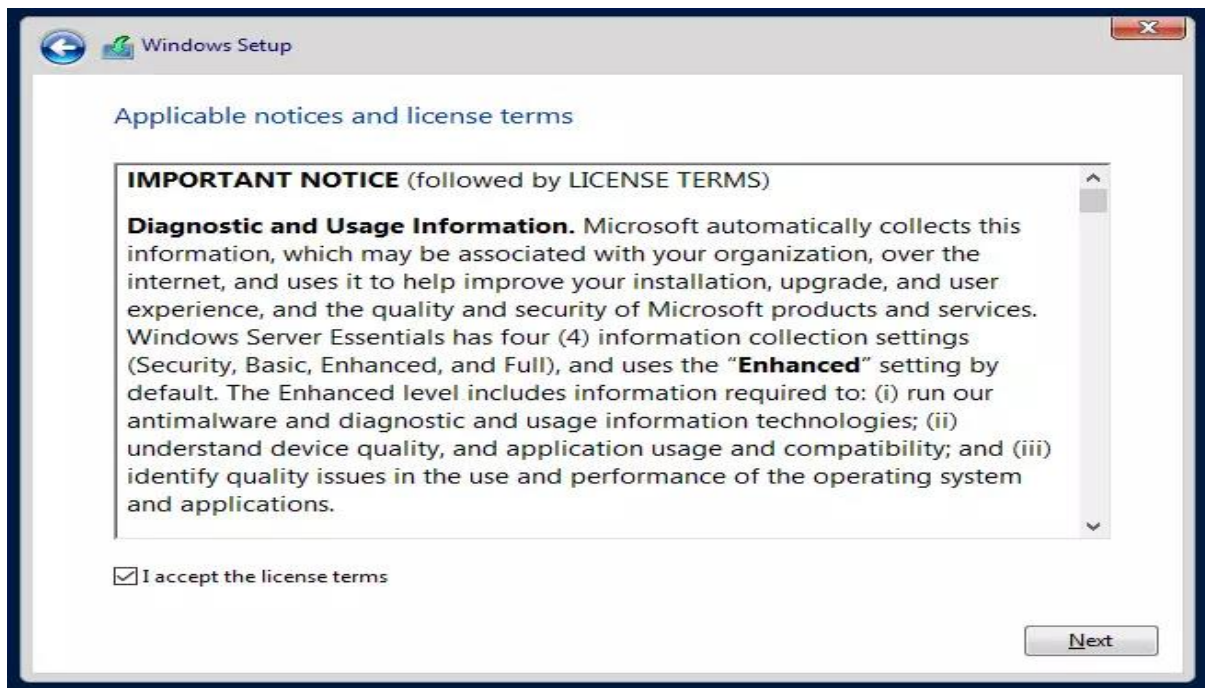 Windows Setup
Applicable notices and license terms
IMPORTANT NOTICE (followed by LICENSE TERMS)
Diagnostic and Usage Information. Microsoft automatically collects this
information, which may be associated with your organization, over the
internet, and uses it to help improve your installation, upgrade, and user
experience, and the quality and security of Microsoft products and services.
Windows Server Essentials has four (4) information collection settings
(Security, Basic, Enhanced, and Full), and uses the “Enhanced” setting by
default. The Enhanced level includes information required to: (i) run our
antimalware and diagnostic and usage information technologies; (ii)
understand device quality, and application usage and compatibility; and (iii)
identify quality issues in the use and performance of the operating system
and applications.
I accept the license terms
Next